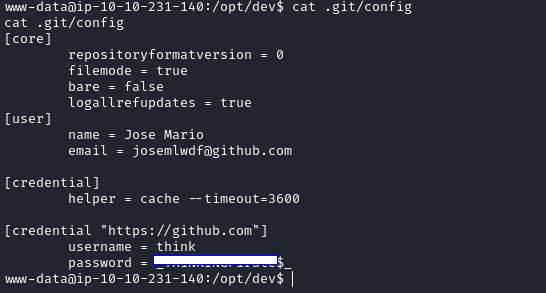 www-data@ip-10-10-231-140:/opt/dev$ cat .git/config
cat .git/config
[core]
repositoryformatversion = 0
filemode = true
bare = false
logallrefupdates = true
[user]
name = Jose Mario
email = josemlwdf@github.com
[credential]
helper = cache --timeout=3600
[credential "https://github.com"]
username = think
password =
www-data@ip-10-10-231-140:/opt/dev$